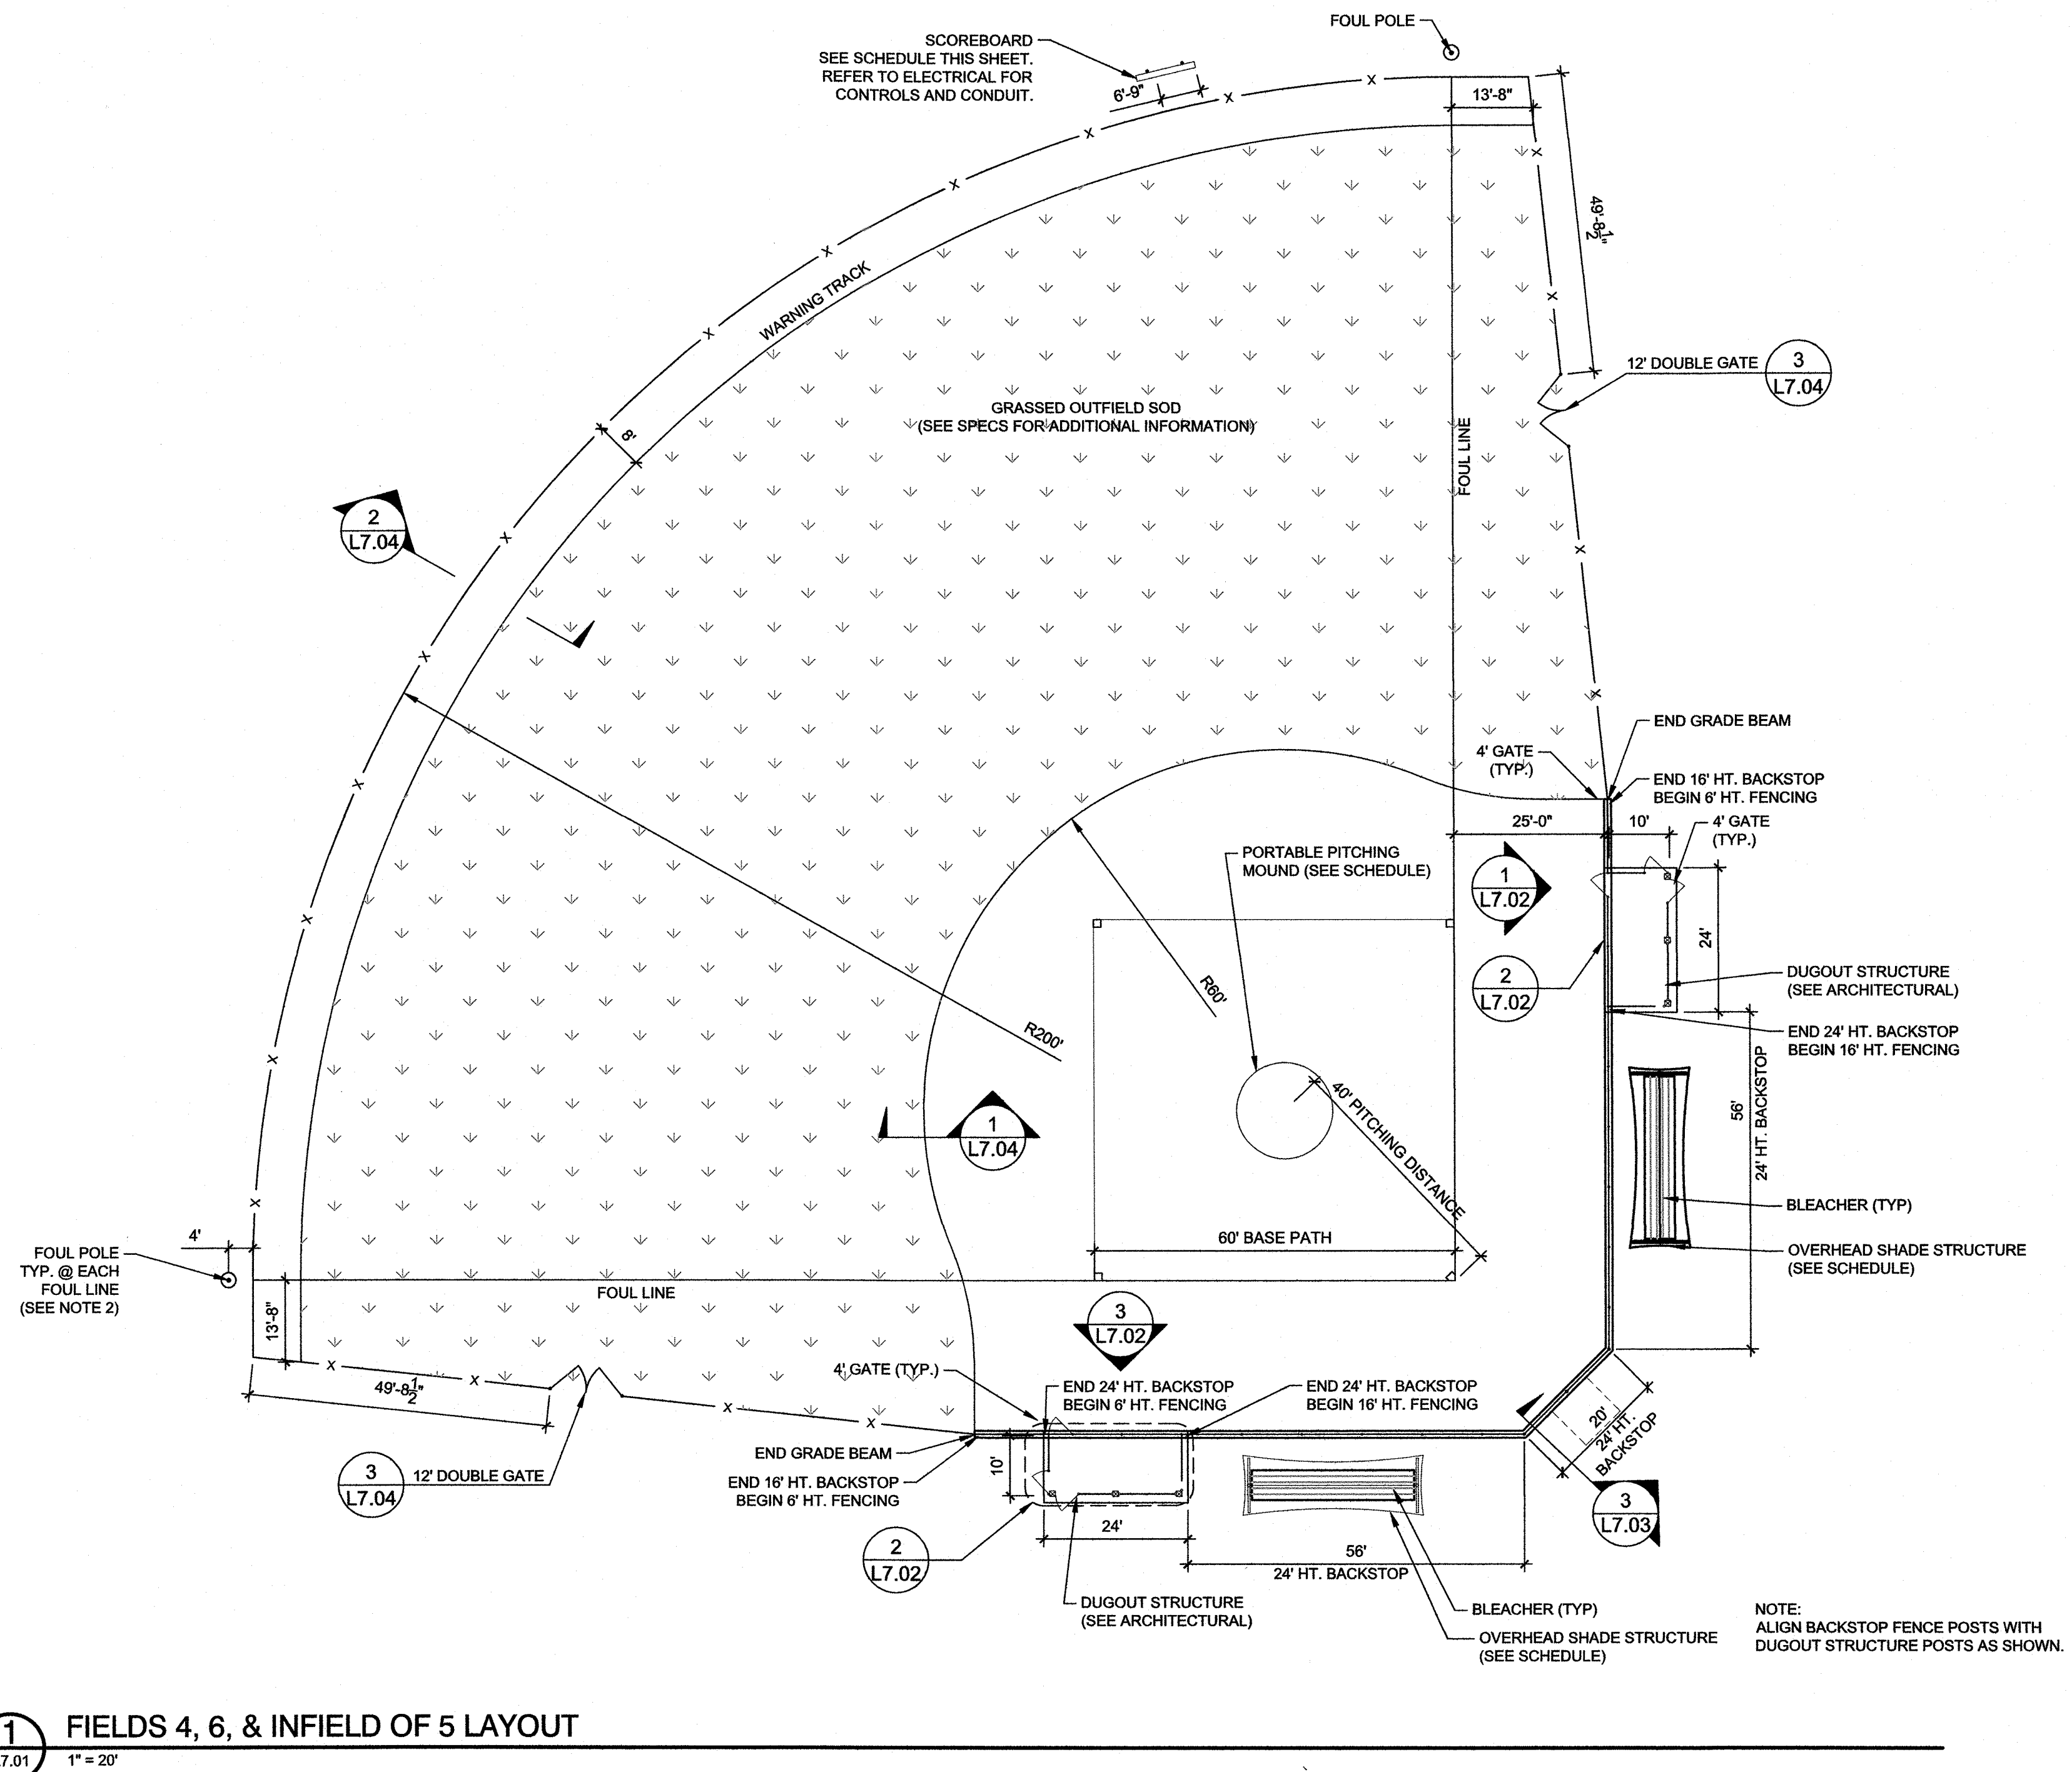 FOUL POLE
SCOREBOARD
SEE SCHEDULE THIS SHEET.
REFER TO ELECTRICAL FOR
CONTROLS AND CONDUIT.
6'-9"
13'-8"
49'-8 1/2"
WARNING TRACK
12' DOUBLE GATE
3
L7.04
GRASSED OUTFIELD SOD
(SEE SPECS FOR ADDITIONAL INFORMATION)
8'
FOUL LINE
2
L7.04
END GRADE BEAM
4' GATE
(TYP.)
END 16' HT. BACKSTOP
BEGIN 6' HT. FENCING
25'-0"
10'
4' GATE
(TYP.)
PORTABLE PITCHING
MOUND (SEE SCHEDULE)
1
L7.02
24'
2
L7.02
DUGOUT STRUCTURE
(SEE ARCHITECTURAL)
R60'
R200'
END 24' HT. BACKSTOP
BEGIN 16' HT. FENCING
56'
24' HT. BACKSTOP
1
L7.04
40' PITCHING DISTANCE
BLEACHER (TYP)
60' BASE PATH
4'
FOUL POLE
TYP. @ EACH
FOUL LINE
(SEE NOTE 2)
OVERHEAD SHADE STRUCTURE
(SEE SCHEDULE)
FOUL LINE
13'-8"
3
L7.02
4' GATE (TYP.)
49'-8 1/2"
END 24' HT. BACKSTOP
BEGIN 6' HT. FENCING
END 24' HT. BACKSTOP
BEGIN 16' HT. FENCING
20'
24' HT.
BACKSTOP
END GRADE BEAM
3
L7.04
12' DOUBLE GATE
END 16' HT. BACKSTOP
BEGIN 6' HT. FENCING
10'
3
L7.03
24'
2
L7.02
56'
24' HT. BACKSTOP
DUGOUT STRUCTURE
(SEE ARCHITECTURAL)
BLEACHER (TYP)
OVERHEAD SHADE STRUCTURE
(SEE SCHEDULE)
NOTE:
ALIGN BACKSTOP FENCE POSTS WITH
DUGOUT STRUCTURE POSTS AS SHOWN.
1
7.01
FIELDS 4, 6, & INFIELD OF 5 LAYOUT
1" = 20'